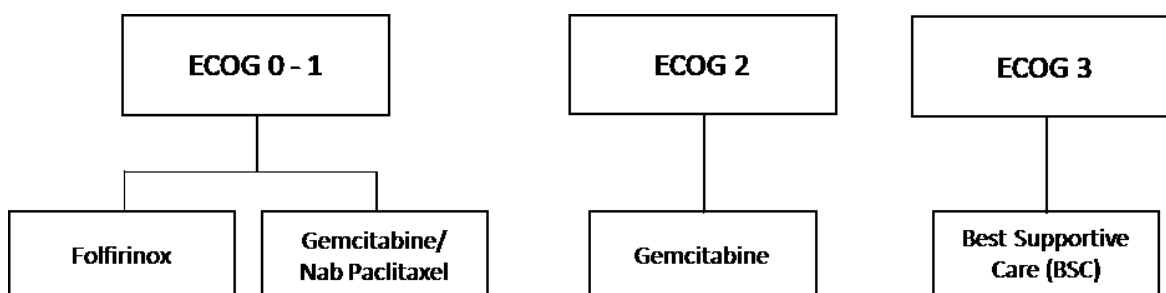 ECOG 0 - 1
ECOG 2
ECOG 3
Folfirinox
Gemcitabine/
Nab Paclitaxel
Gemcitabine
Best Supportive
Care (BSC)